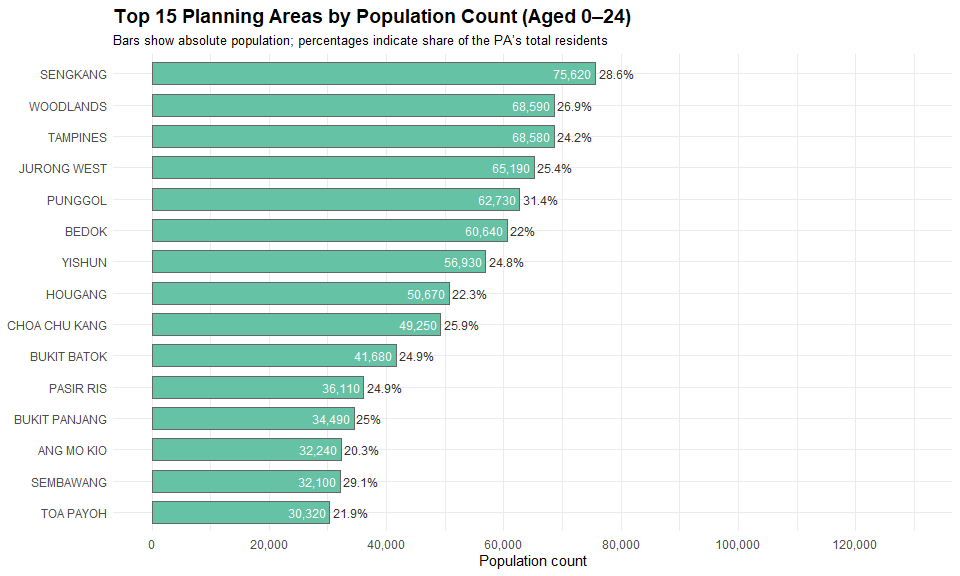 Top 15 Planning Areas by Population Count (Aged 0–24)
Bars show absolute population; percentages indicate share of the PA's total residents
SENGKANG 75,620 28.6%
WOODLANDS 68,590 26.9%
TAMPINES 68,580 24.2%
JURONG WEST 65,190 25.4%
PUNGGOL 62,730 31.4%
BEDOK 60,640 22%
YISHUN 56,930 24.8%
HOUGANG 50,670 22.3%
CHOA CHU KANG 49,250 25.9%
BUKIT BATOK 41,680 24.9%
PASIR RIS 36,110 24.9%
BUKIT PANJANG 34,490 25%
ANG MO KIO 32,240 20.3%
SEMBAWANG 32,100 29.1%
TOA PAYOH 30,320 21.9%
0 20,000 40,000 60,000 80,000 100,000 120,000
Population count